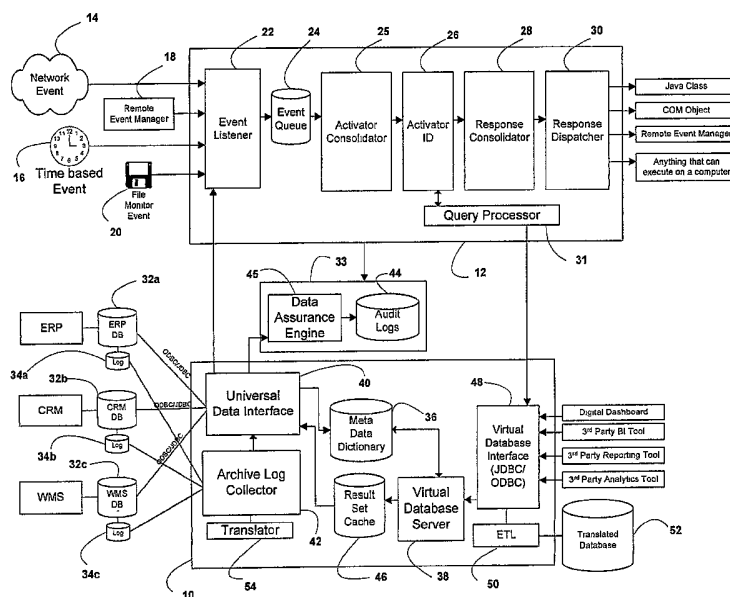 14
22
24
25
26
28
30
Network
Event
18
Remote
Event Manager
Event
Listener
Event
Queue
Activator
Consolidator
Activator
ID
Response
Consolidator
Response
Dispatcher
Java Class
COM Object
Remote Event Manager
Anything that can
execute on a computer
16
Time based
Event
20
File
Monitor
Event
Query Processor
31
12
33
45
44
Data
Assurance
Engine
Audit
Logs
32a
ERP
ERP
DB
Log
34a
ODBC/JDBC
32b
CRM
CRM
DB
Log
34b
ODBC/JDBC
32c
WMS
WMS
DB
Log
34c
ODBC/JDBC
Universal
Data Interface
40
Archive Log
Collector
42
Translator
54
10
36
Meta
Data
Dictionary
Result
Set
Cache
46
Virtual
Database
Server
38
48
Virtual
Database
Interface
(JDBC/
ODBC)
ETL
50
Digital Dashboard
3rd Party BI Tool
3rd Party Reporting Tool
3rd Party Analytics Tool
52
Translated
Database